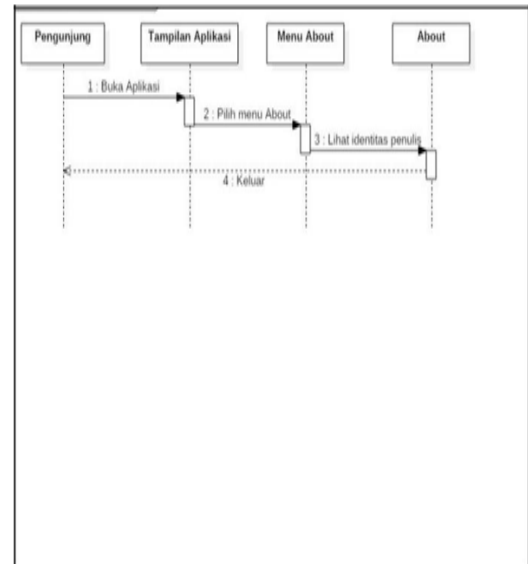 Pengunjung
Tampilan Aplikasi
Menu About
About
1 : Buka Aplikasi
2 : Pilih menu About
3 : Lihat identitas penulis
4 : Keluar